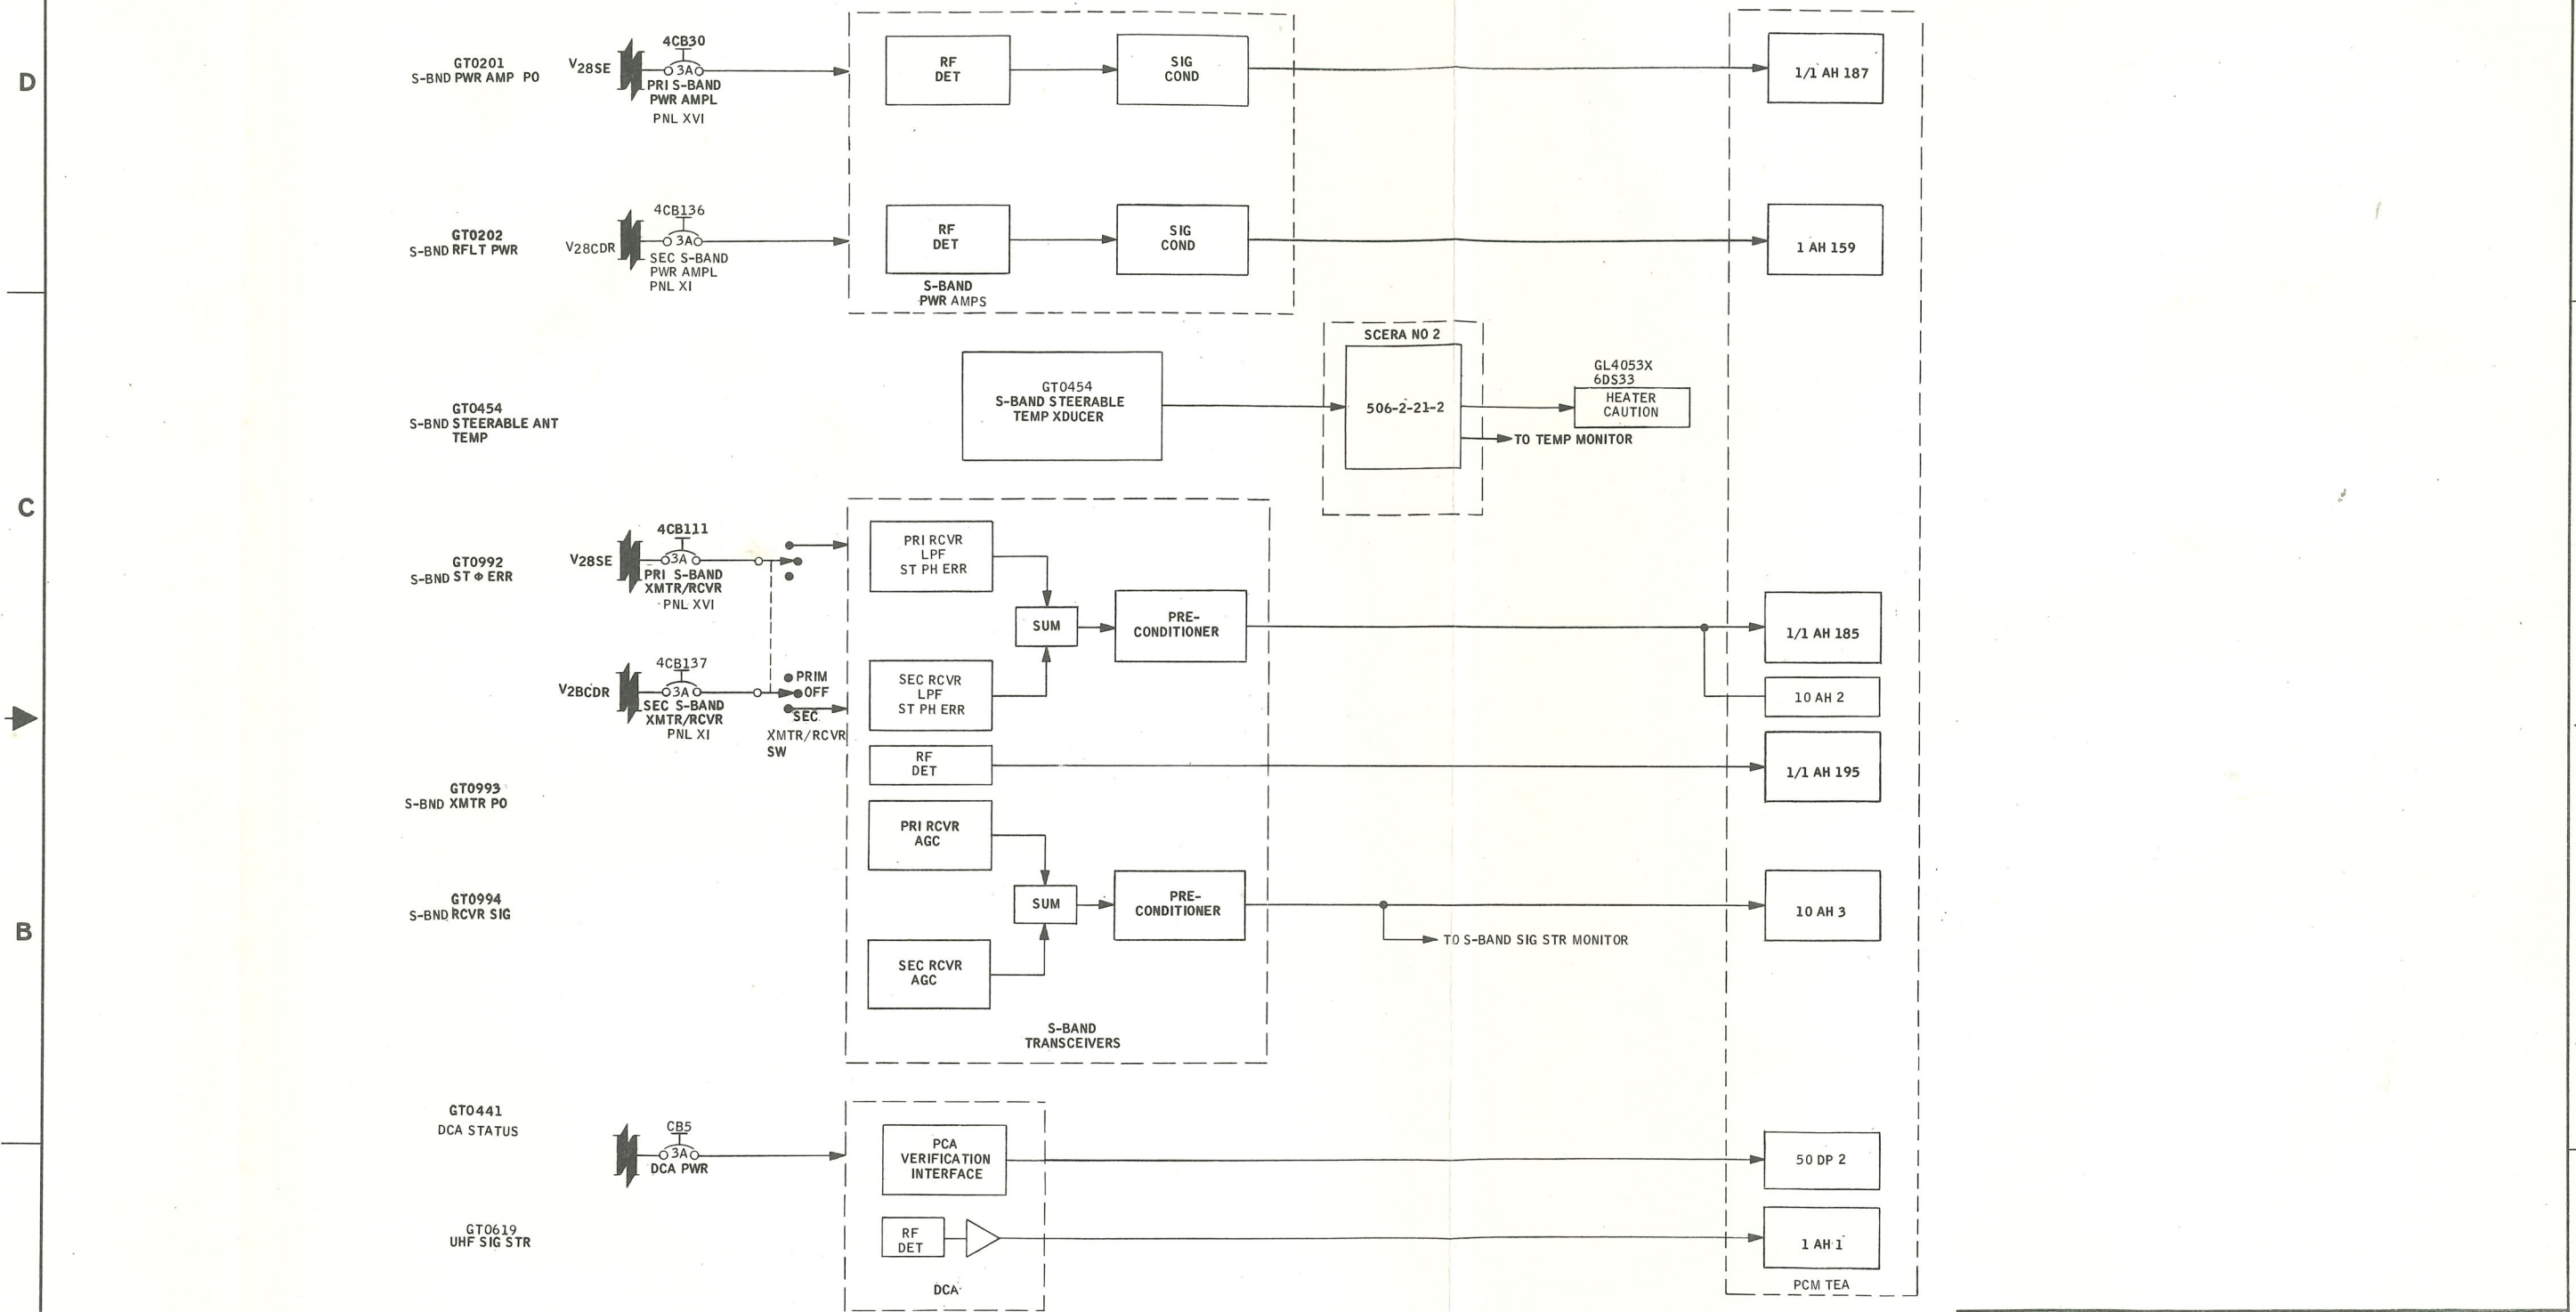 D
GT0201
S-BND PWR AMP PO
V28SE
4CB30
3A
PRI S-BAND
PWR AMPL
PNL XVI
RF
DET
SIG
COND
1/1 AH 187
GT0202
S-BND RFLT PWR
V28CDR
4CB136
3A
SEC S-BAND
PWR AMPL
PNL XI
RF
DET
SIG
COND
1 AH 159
S-BAND
PWR AMPS
GT0454
S-BND STEERABLE ANT
TEMP
GT0454
S-BAND STEERABLE
TEMP XDUCER
SCERA NO 2
506-2-21-2
GL4053X
6DS33
HEATER
CAUTION
TO TEMP MONITOR
C
GT0992
S-BND ST Φ ERR
V28SE
4CB111
3A
PRI S-BAND
XMTR/RCVR
PNL XVI
PRI RCVR
LPF
ST PH ERR
SUM
PRE-
CONDITIONER
1/1 AH 185
V2BCDR
4CB137
3A
SEC S-BAND
XMTR/RCVR
PNL XI
PRIM
OFF
SEC
XMTR/RCVR
SW
SEC RCVR
LPF
ST PH ERR
10 AH 2
RF
DET
1/1 AH 195
GT0993
S-BND XMTR PO
PRI RCVR
AGC
B
GT0994
S-BND RCVR SIG
SUM
PRE-
CONDITIONER
10 AH 3
TO S-BAND SIG STR MONITOR
SEC RCVR
AGC
S-BAND
TRANSCEIVERS
GT0441
DCA STATUS
CB5
3A
DCA PWR
PCA
VERIFICATION
INTERFACE
50 DP 2
GT0619
UHF SIG STR
RF
DET
1 AH 1
DCA
PCM TEA